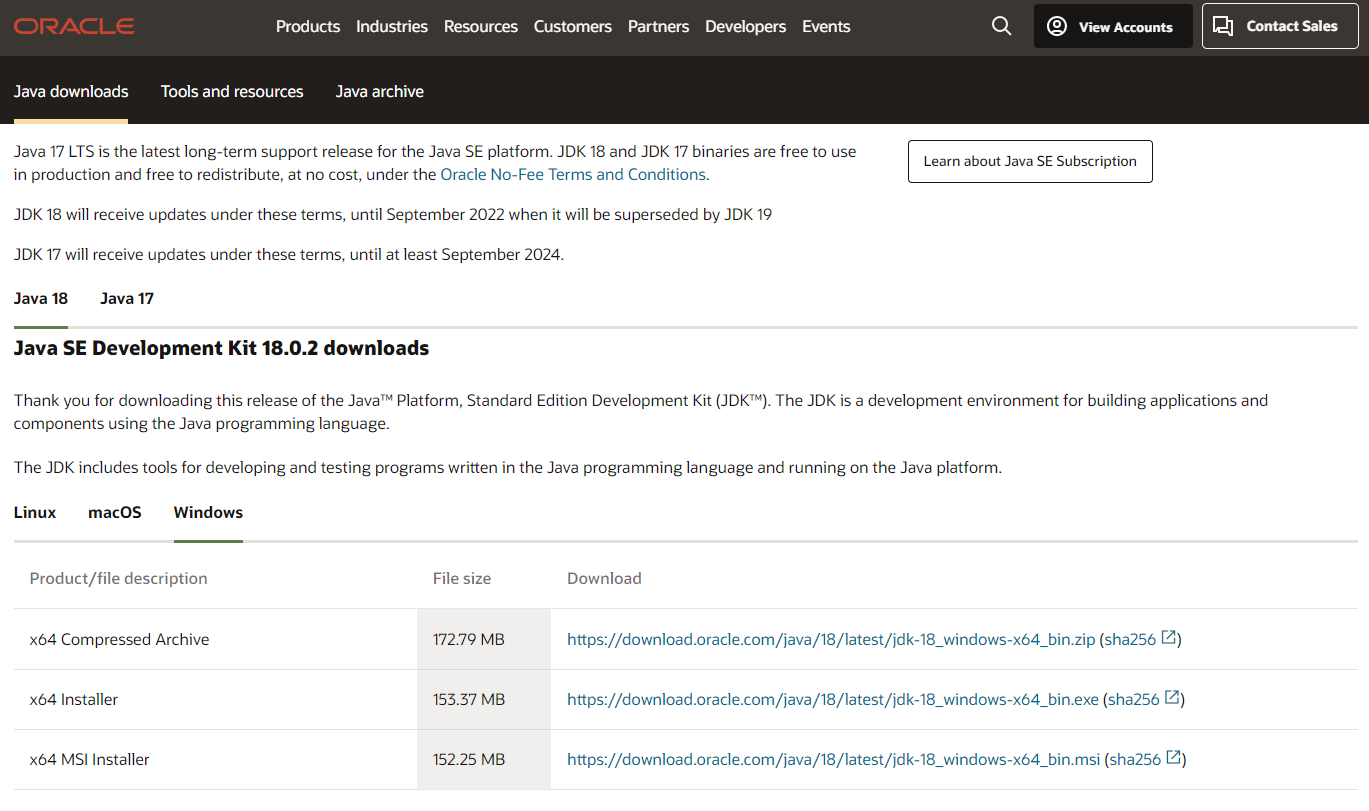 ORACLE
Products Industries Resources Customers Partners Developers Events
View Accounts
Contact Sales
Java downloads Tools and resources Java archive
Java 17 LTS is the latest long-term support release for the Java SE platform. JDK 18 and JDK 17 binaries are free to use
in production and free to redistribute, at no cost, under the Oracle No-Fee Terms and Conditions.
Learn about Java SE Subscription
JDK 18 will receive updates under these terms, until September 2022 when it will be superseded by JDK 19
JDK 17 will receive updates under these terms, until at least September 2024.
Java 18 Java 17
Java SE Development Kit 18.0.2 downloads
Thank you for downloading this release of the Java™ Platform, Standard Edition Development Kit (JDK™). The JDK is a development environment for building applications and
components using the Java programming language.
The JDK includes tools for developing and testing programs written in the Java programming language and running on the Java platform.
Linux macOS Windows
Product/file description File size Download
x64 Compressed Archive 172.79 MB https://download.oracle.com/java/18/latest/jdk-18_windows-x64_bin.zip (sha256)
x64 Installer 153.37 MB https://download.oracle.com/java/18/latest/jdk-18_windows-x64_bin.exe (sha256)
x64 MSI Installer 152.25 MB https://download.oracle.com/java/18/latest/jdk-18_windows-x64_bin.msi (sha256)